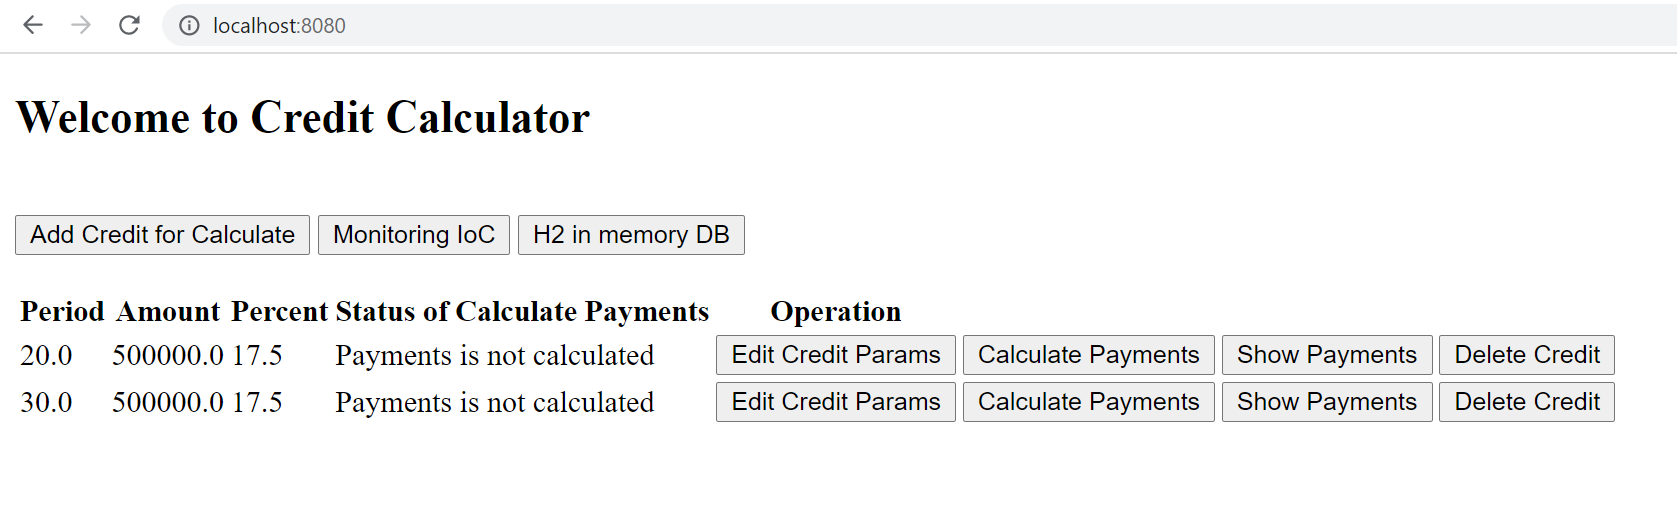 localhost:8080
Welcome to Credit Calculator
Add Credit for Calculate Monitoring IoC H2 in memory DB
Period Amount Percent Status of Calculate Payments Operation
20.0 500000.0 17.5 Payments is not calculated Edit Credit Params Calculate Payments Show Payments Delete Credit
30.0 500000.0 17.5 Payments is not calculated Edit Credit Params Calculate Payments Show Payments Delete Credit